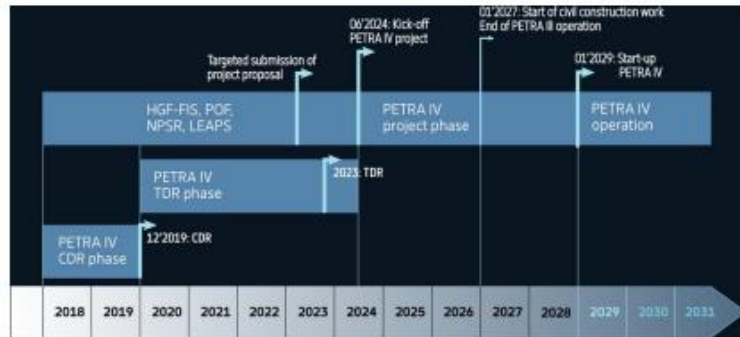 01'2027: Start of civil construction work
End of PETRA III operation
06'2024: Kick-off
PETRA IV project
Targeted submission of
project proposal
01'2029: Start-up
PETRA IV
HGF-FIS, POF,
NPSR, LEAPS
PETRA IV
project phase
PETRA IV
operation
PETRA IV
TDR phase
2023: TDR
PETRA IV
CDR phase
12'2019: CDR
2018 2019 2020 2021 2022 2023 2024 2025 2026 2027 2028 2029 2030 2031